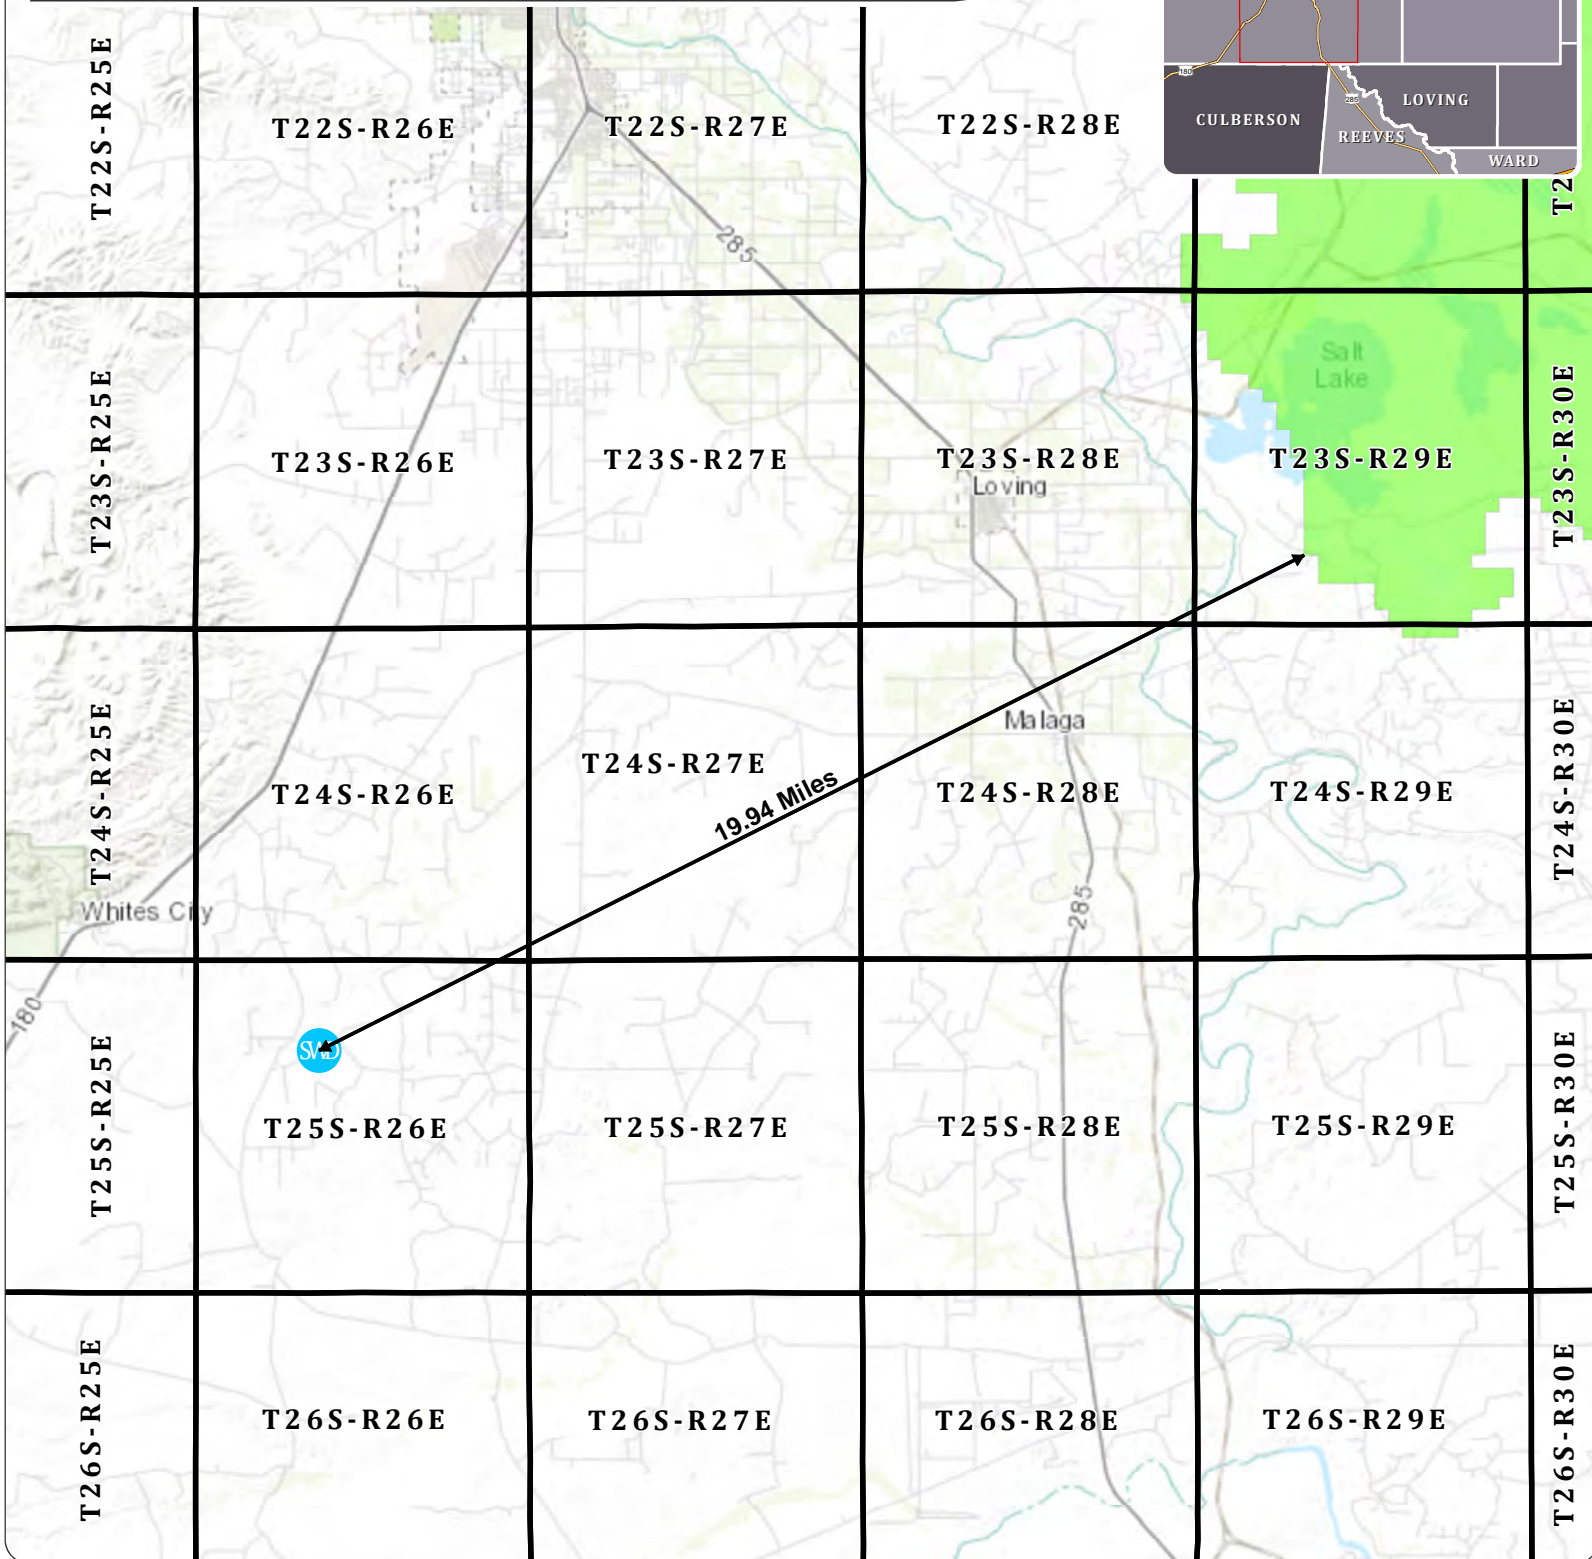 180
285
CULBERSON
LOVING
REEVES
WARD
T22S-R25E
T22S-R26E
T22S-R27E
T22S-R28E
T2
285
Salt
Lake
T23S-R25E
T23S-R26E
T23S-R27E
T23S-R28E
Loving
T23S-R29E
T23S-R30E
T24S-R25E
T24S-R26E
T24S-R27E
19.94 Miles
Malaga
T24S-R28E
T24S-R29E
T24S-R30E
285
Whites City
180
SWD
T25S-R25E
T25S-R26E
T25S-R27E
T25S-R28E
T25S-R29E
T25S-R30E
T26S-R25E
T26S-R26E
T26S-R27E
T26S-R28E
T26S-R29E
T26S-R30E